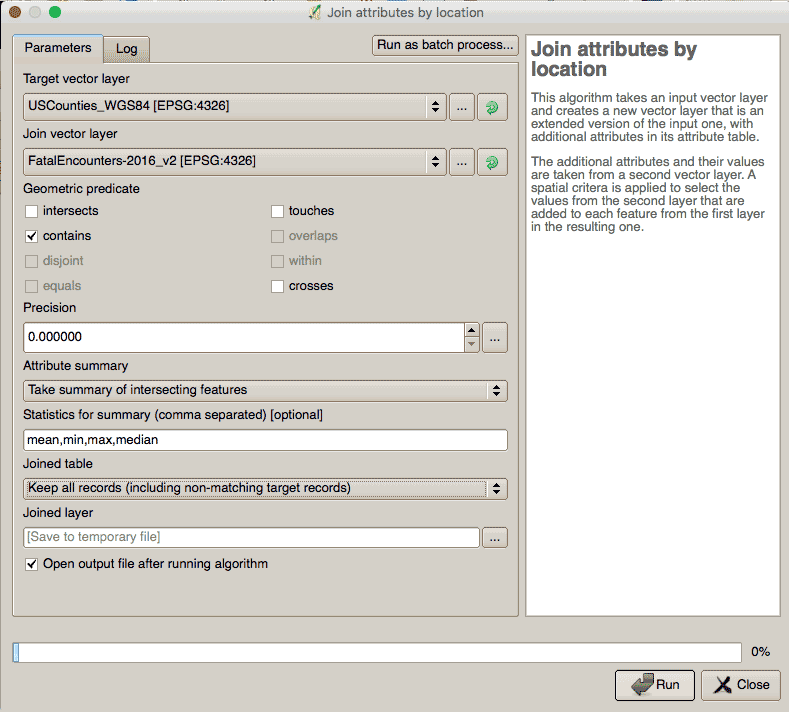 Join attributes by location
Parameters
Log
Run as batch process...
Target vector layer
USCounties_WGS84 [EPSG:4326]
...
Join vector layer
FatalEncounters-2016_v2 [EPSG:4326]
...
Geometric predicate
intersects
touches
contains
overlaps
disjoint
within
equals
crosses
Precision
0.000000
...
Attribute summary
Take summary of intersecting features
Statistics for summary (comma separated) [optional]
mean,min,max,median
Joined table
Keep all records (including non-matching target records)
Joined layer
[Save to temporary file]
...
Open output file after running algorithm
Join attributes by
location
This algorithm takes an input vector layer
and creates a new vector layer that is an
extended version of the input one, with
additional attributes in its attribute table.
The additional attributes and their values
are taken from a second vector layer. A
spatial critera is applied to select the
values from the second layer that are
added to each feature from the first layer
in the resulting one.
0%
Run
Close